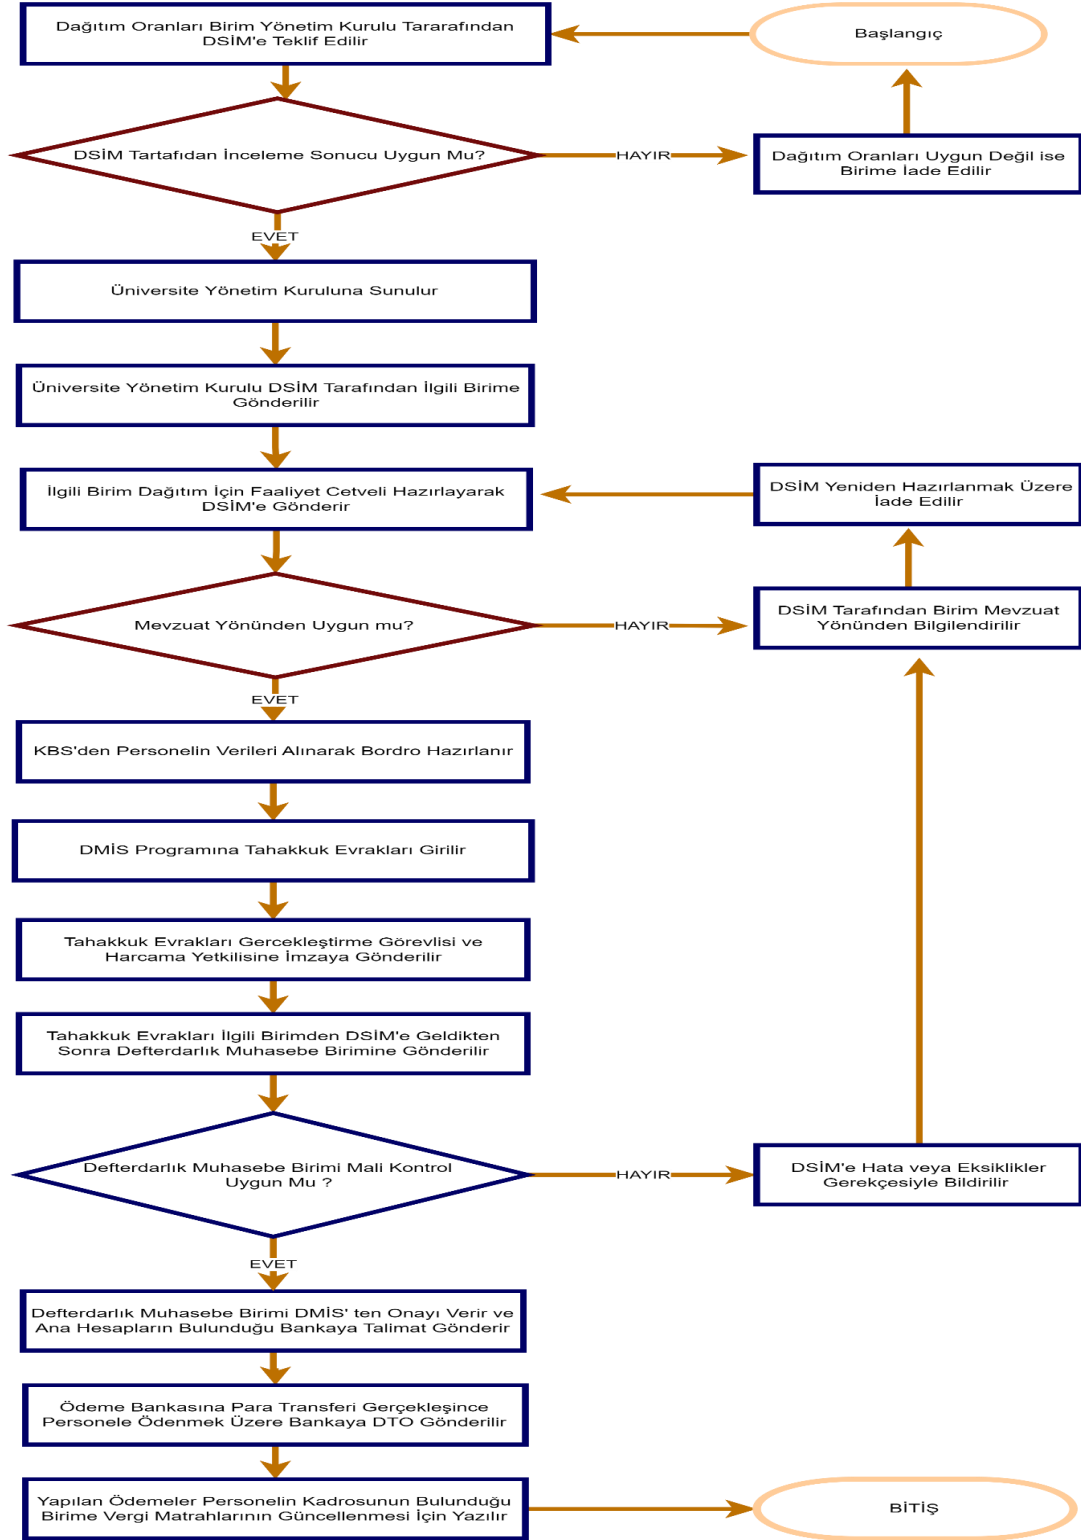 Başlangıç
Dağıtım Oranları Birim Yönetim Kurulu Tararafından
DSİM'e Teklif Edilir
DSİM Tartafıdan İnceleme Sonucu Uygun Mu?
HAYIR
Dağıtım Oranları Uygun Değil ise
Birime İade Edilir
EVET
Üniversite Yönetim Kuruluna Sunulur
Üniversite Yönetim Kurulu DSİM Tarafından İlgili Birime
Gönderilir
İlgili Birim Dağıtım İçin Faaliyet Cetveli Hazırlayarak
DSİM'e Gönderir
DSİM Yeniden Hazırlanmak Üzere
İade Edilir
Mevzuat Yönünden Uygun mu?
HAYIR
DSİM Tarafından Birim Mevzuat
Yönünden Bilgilendirilir
EVET
KBS'den Personelin Verileri Alınarak Bordro Hazırlanır
DMİS Programına Tahakkuk Evrakları Girilir
Tahakkuk Evrakları Gercekleştirme Görevlisi ve
Harcama Yetkilisine İmzaya Gönderilir
Tahakkuk Evrakları İlgili Birimden DSİM'e Geldikten
Sonra Defterdarlık Muhasebe Birimine Gönderilir
Defterdarlık Muhasebe Birimi Mali Kontrol
Uygun Mu ?
HAYIR
DSİM'e Hata veya Eksiklikler
Gerekçesiyle Bildirilir
EVET
Defterdarlık Muhasebe Birimi DMİS' ten Onayı Verir ve
Ana Hesapların Bulunduğu Bankaya Talimat Gönderir
Ödeme Bankasına Para Transferi Gerçekleşince
Personele Ödenmek Üzere Bankaya DTO Gönderilir
Yapılan Ödemeler Personelin Kadrosunun Bulunduğu
Birime Vergi Matrahlarının Güncellenmesi İçin Yazılır
BİTİŞ